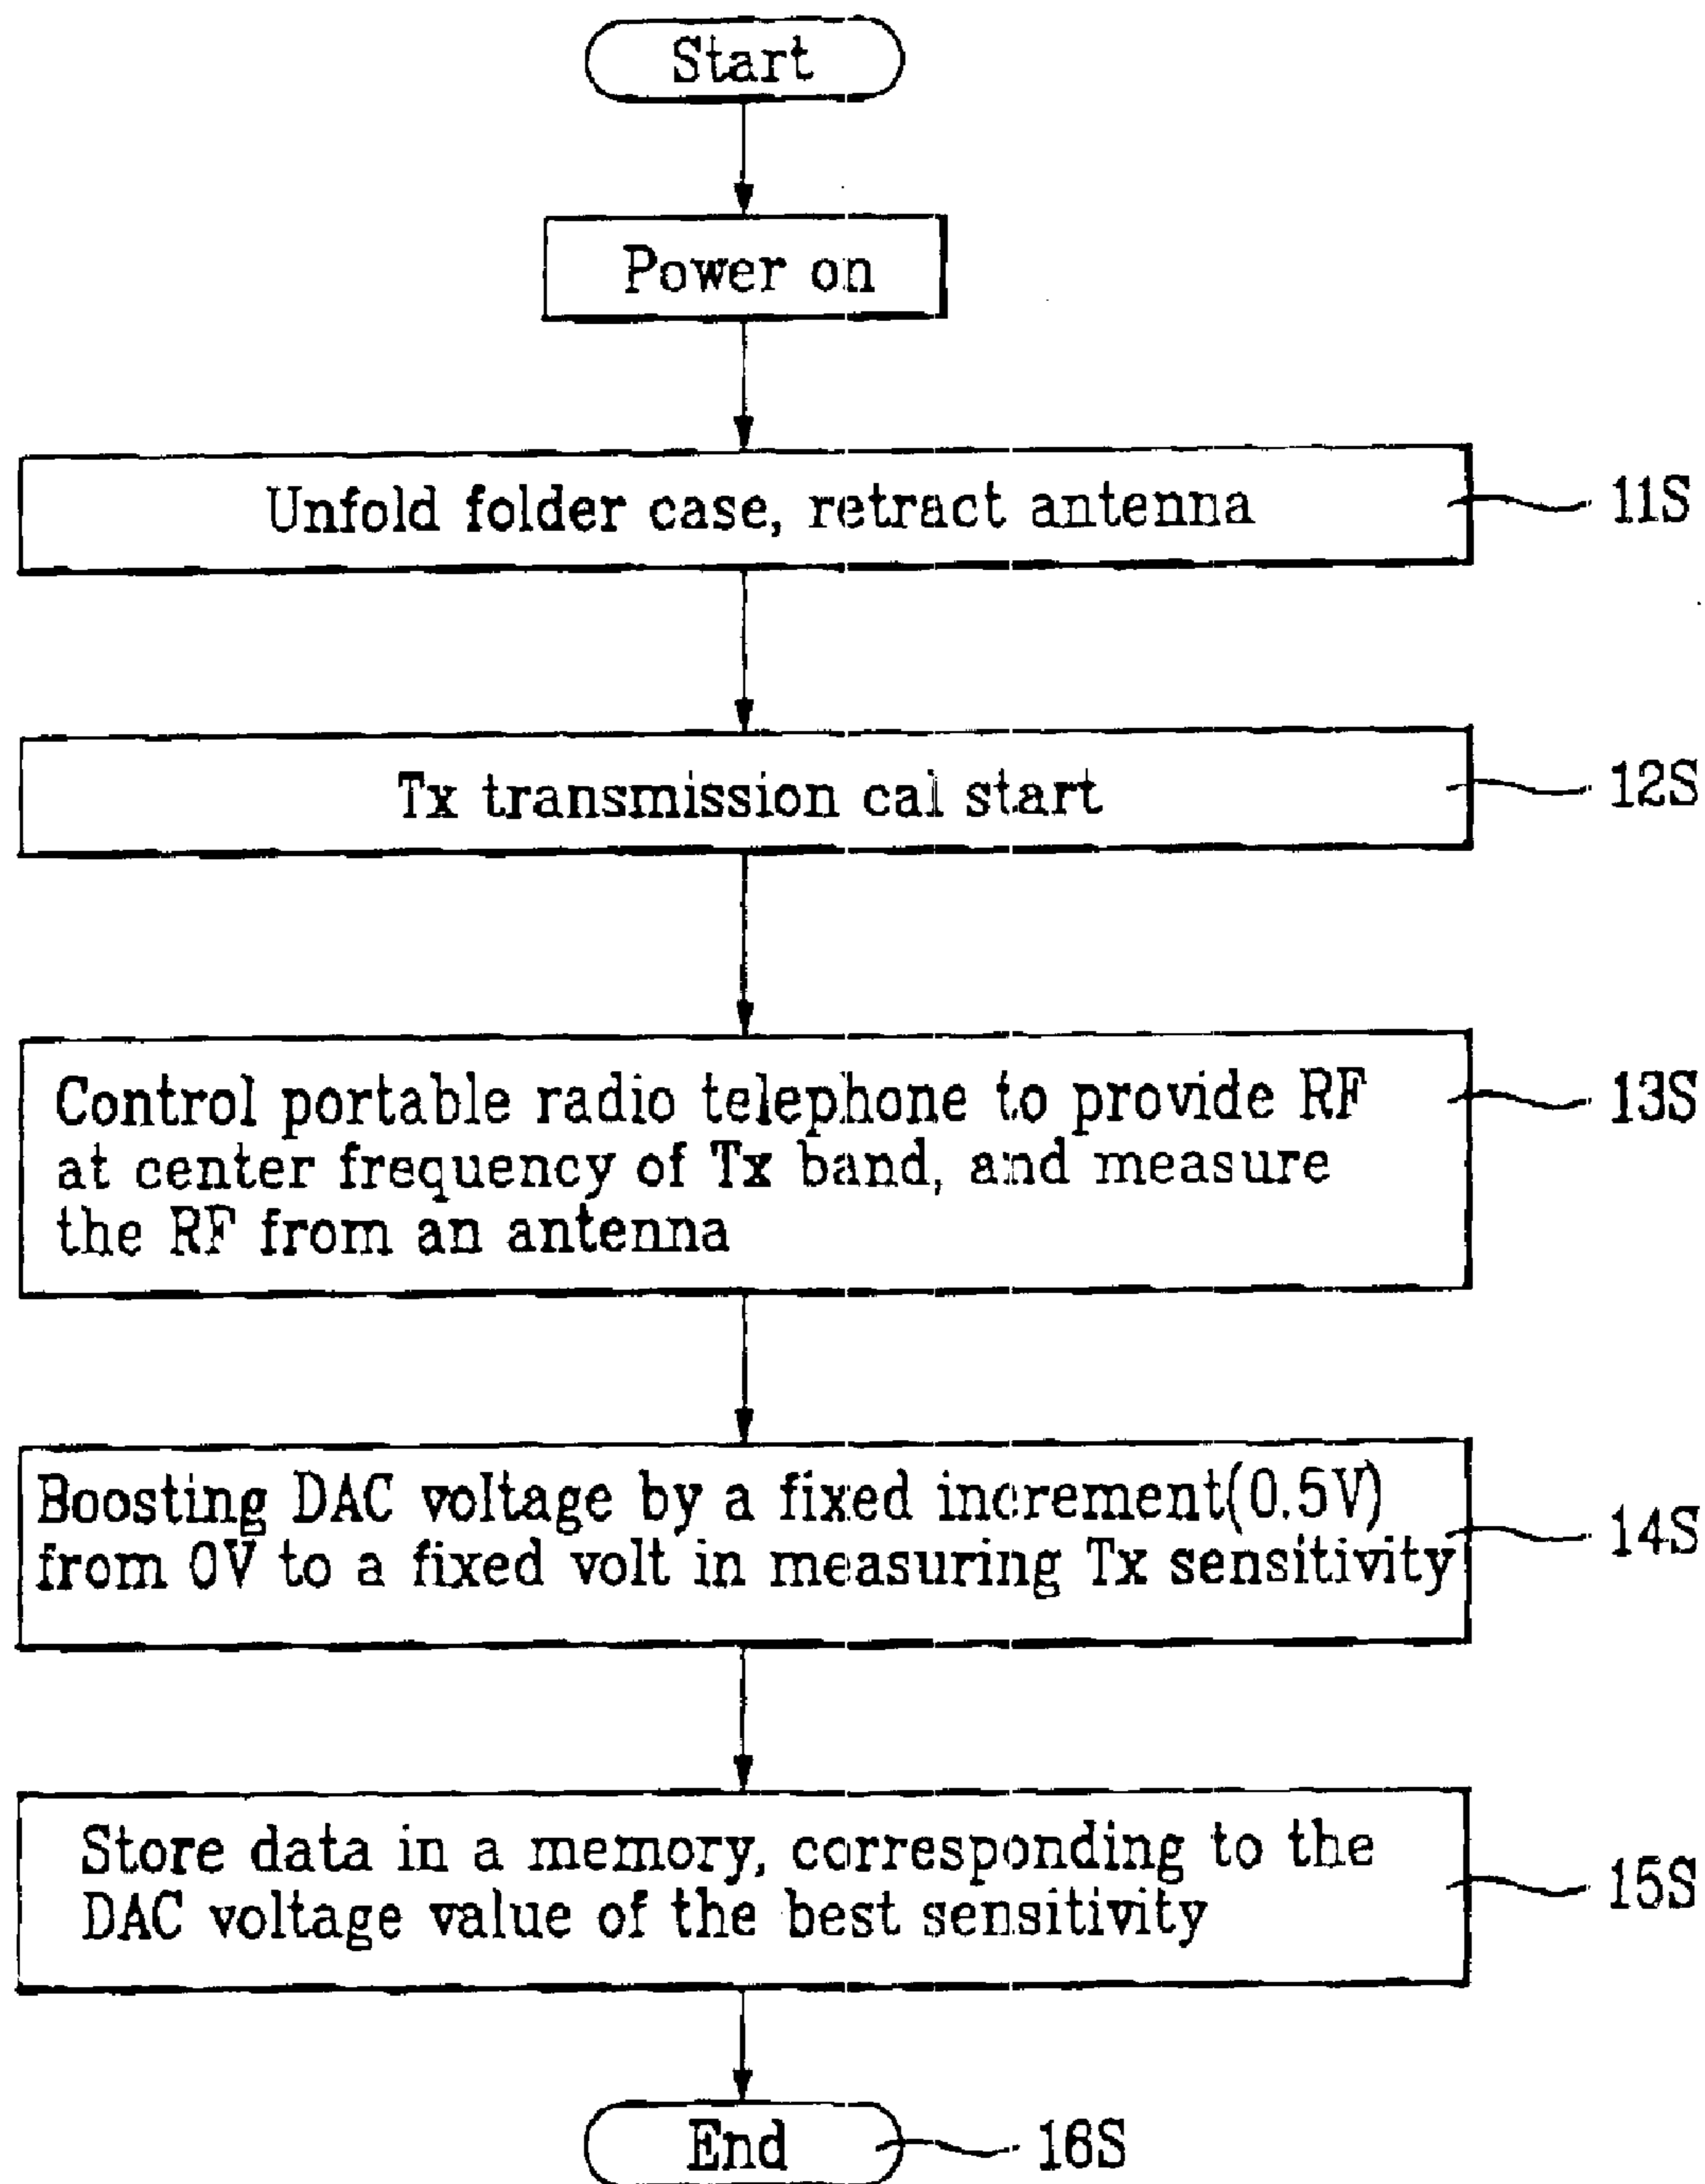 Start
Power on
Unfold folder case, retract antenna
11S
Tx transmission cal start
12S
Control portable radio telephone to provide RF
at center frequency of Tx band, and measure
the RF from an antenna
13S
Boosting DAC voltage by a fixed increment(0.5V)
from 0V to a fixed volt in measuring Tx sensitivity
14S
Store data in a memory, corresponding to the
DAC voltage value of the best sensitivity
15S
End
16S